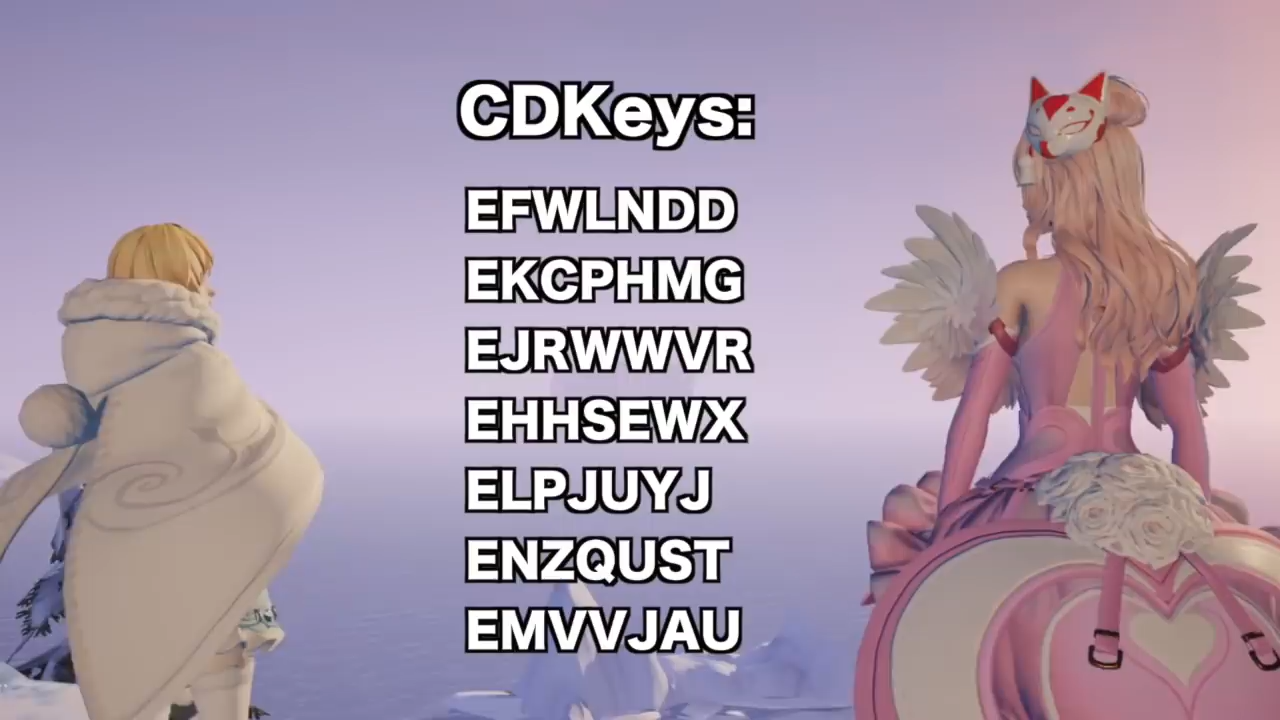 CDKeys:
EFWLNDD
EKCPHMG
EJRWWVR
EHHSEWX
ELPJUYJ
ENZQUST
EMVVJAU